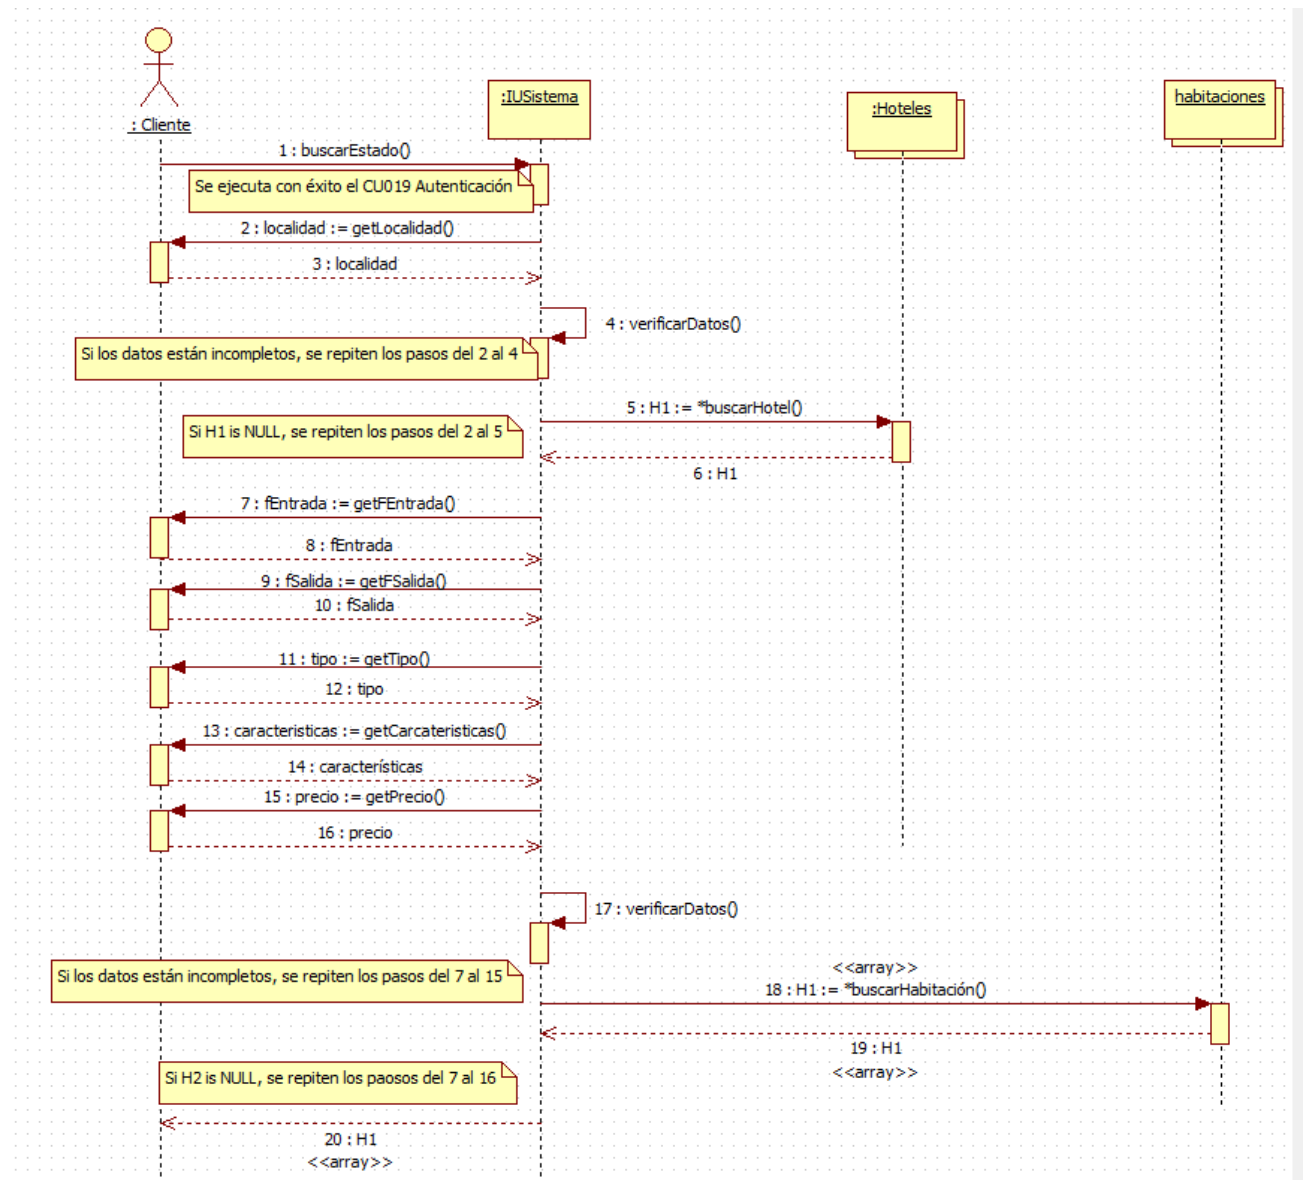 : Cliente
:IUSistema
:Hoteles
habitaciones
1 : buscarEstado()
Se ejecuta con éxito el CU019 Autenticación
2 : localidad := getLocalidad()
3 : localidad
4 : verificarDatos()
Si los datos están incompletos, se repiten los pasos del 2 al 4
5 : H1 := *buscarHotel()
Si H1 is NULL, se repiten los pasos del 2 al 5
6 : H1
7 : fEntrada := getFEntrada()
8 : fEntrada
9 : fSalida := getFSalida()
10 : fSalida
11 : tipo := getTipo()
12 : tipo
13 : caracteristicas := getCarcateristicas()
14 : características
15 : precio := getPrecio()
16 : precio
17 : verificarDatos()
Si los datos están incompletos, se repiten los pasos del 7 al 15
<<array>>
18 : H1 := *buscarHabitación()
19 : H1
<<array>>
Si H2 is NULL, se repiten los paosos del 7 al 16
20 : H1
<<array>>